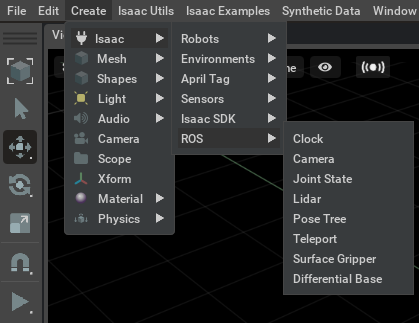 File Edit Create Isaac Utils Isaac Examples Synthetic Data Window
Isaac
Mesh
Shapes
Light
Audio
Camera
Scope
Xform
Material
Physics
Robots
Environments
April Tag
Sensors
Isaac SDK
ROS
Clock
Camera
Joint State
Lidar
Pose Tree
Teleport
Surface Gripper
Differential Base